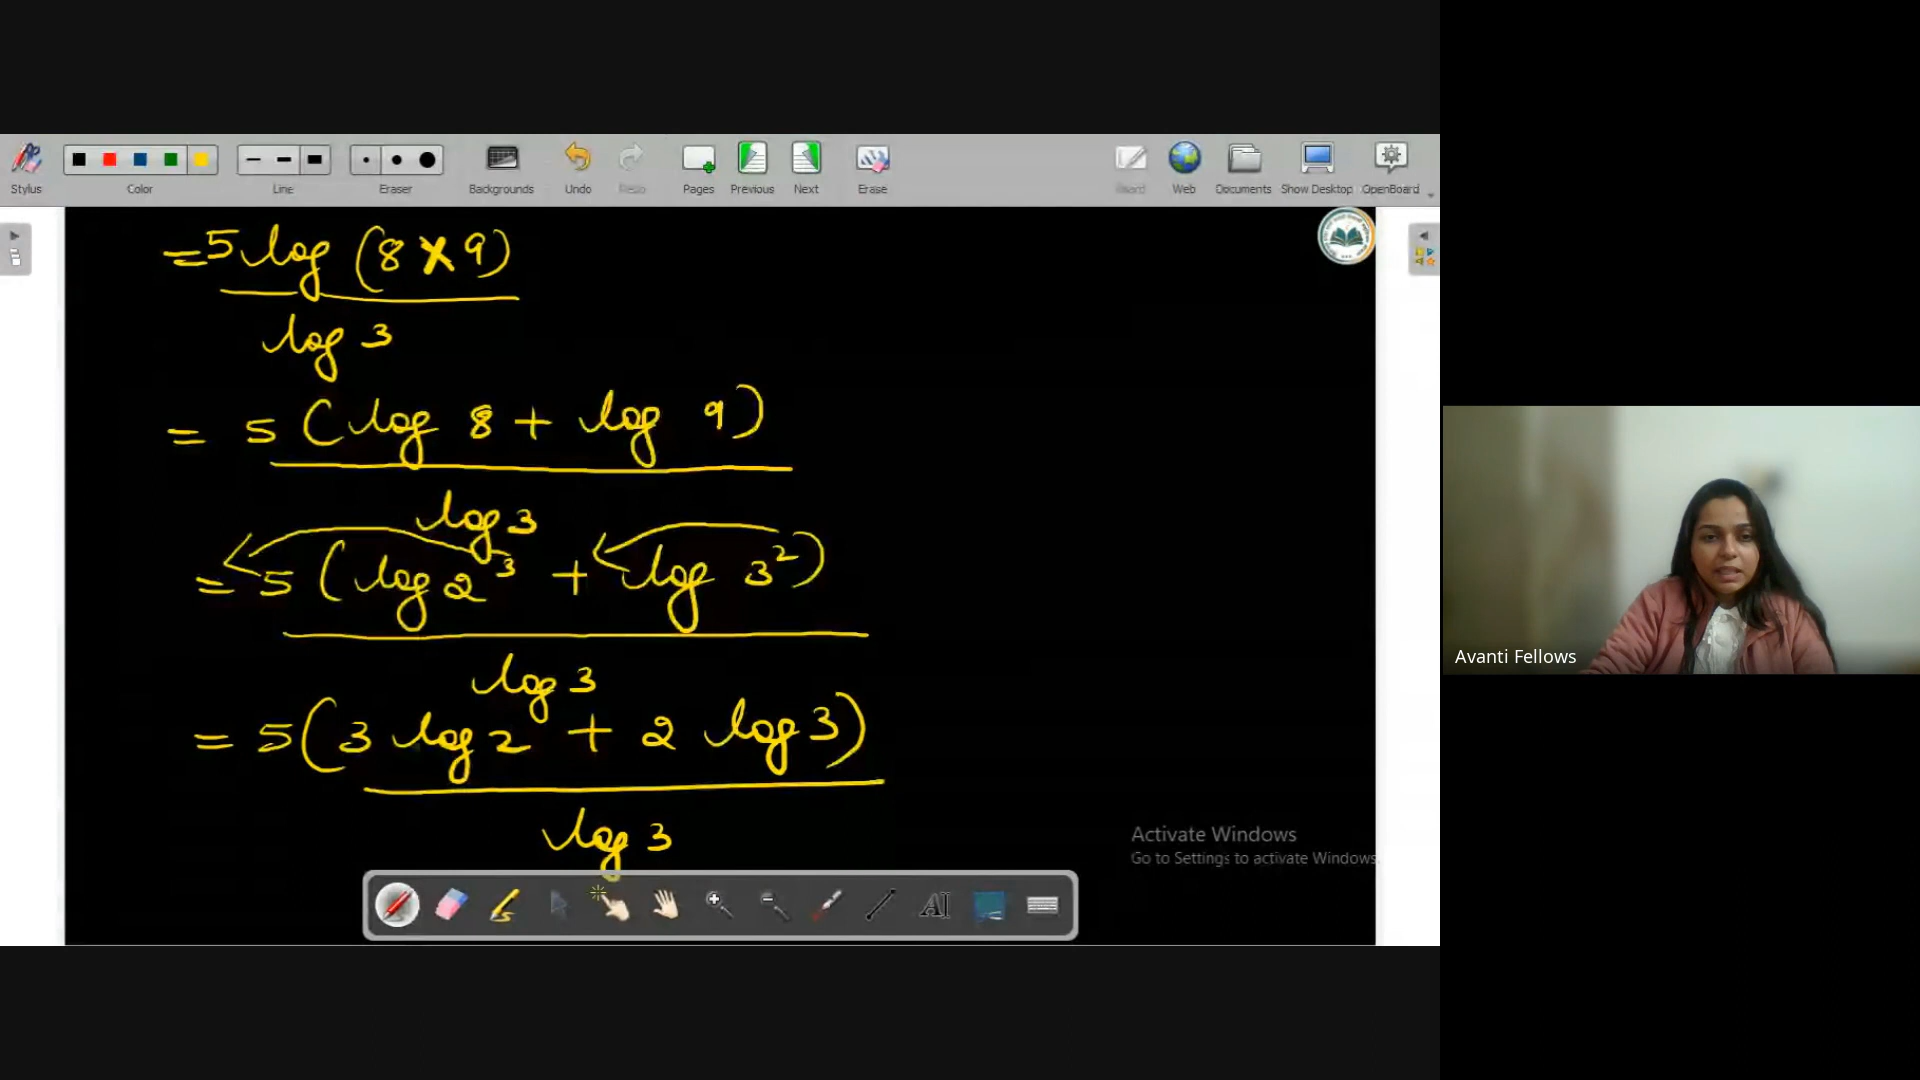 Stylus
Color
Line
Eraser
Backgrounds
Undo
Redo
Pages
Previous
Next
Erase
Board
Web
Documents
Show Desktop
OpenBoard
=5 log (8 × 9)
log 3
= 5 (log 8 + log 9)
log 3
= 5 (log 2³ + log 3²)
log 3
= 5(3 log 2 + 2 log 3)
log 3
Activate Windows
Go to Settings to activate Windows.
Avanti Fellows